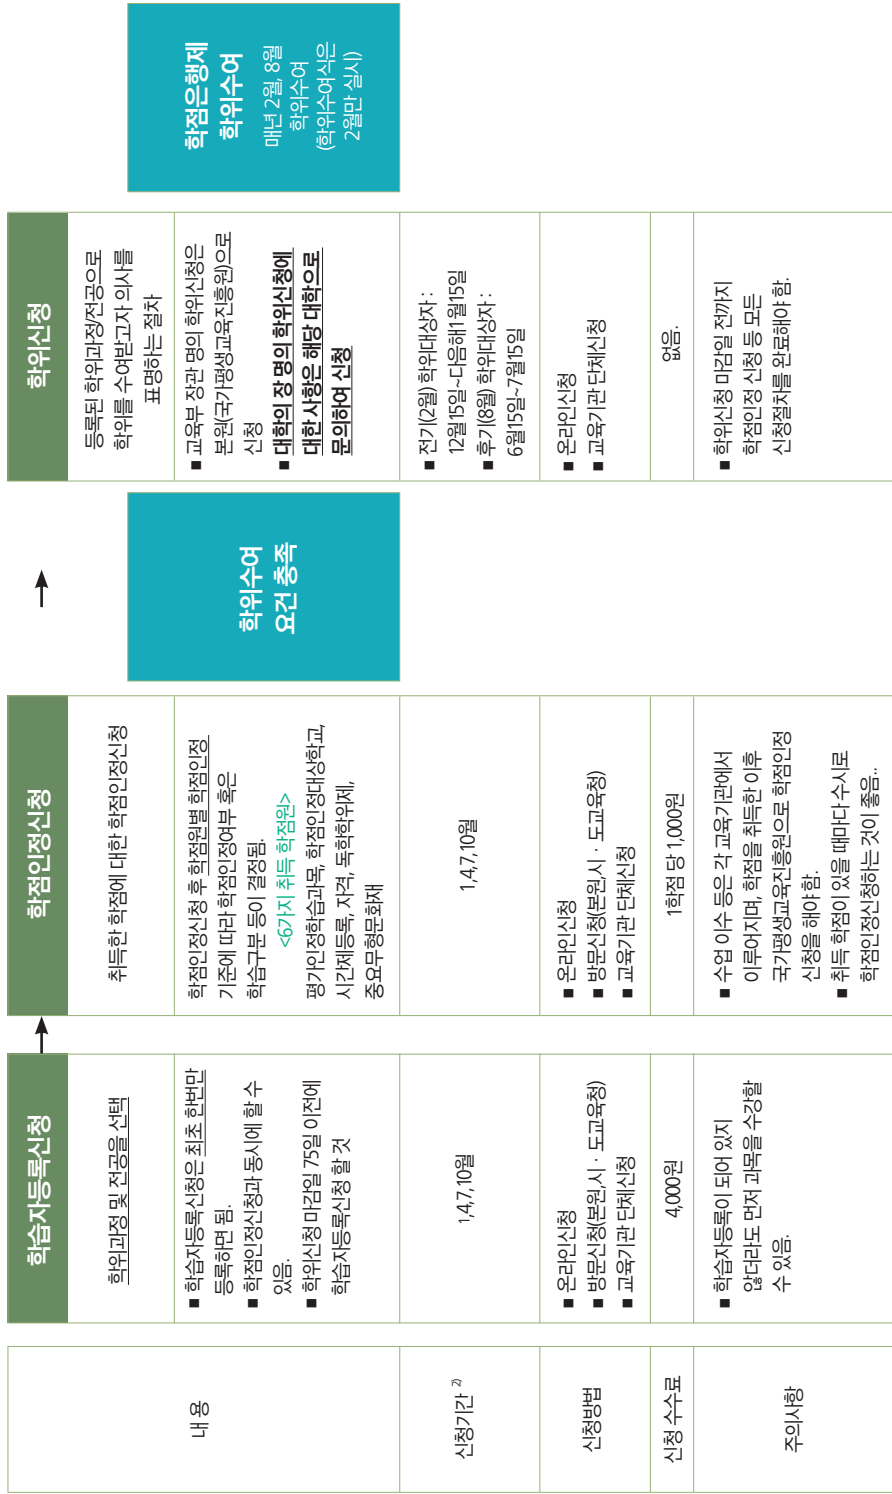 내 용
신청기간 2)
신청방법
신청 수수료
주의사항
학습자등록신청
학위과정 및 전공을 선택
■ 학습자등록신청은 최초 한번만
등록하면 됨.
■ 학점인정신청과 동시에 할 수
있음.
■ 학위신청 마감일 75일 이전에
학습자등록신청 할 것
1,4,7,10월
■ 온라인신청
■ 방문신청(본원,시 · 도교육청)
■ 교육기관 단체신청
4,000원
■ 학습자등록이 되어 있지
않더라도 먼저 과목을 수강할
수 있음.
→
학점인정신청
취득한 학점에 대한 학점인정신청
학점인정신청 후 학점원별 학점인정
기준에 따라 학점인정여부 혹은
학습구분 등이 결정됨.
<6가지 취득 학점원>
평가인정학습과목, 학점인정대상학교,
시간제등록, 자격, 독학학위제,
중요무형문화재
1,4,7,10월
■ 온라인신청
■ 방문신청(본원,시 · 도교육청)
■ 교육기관 단체신청
1학점 당 1,000원
■ 수업 이수 등은 각 교육기관에서
이루어지며, 학점을 취득한 이후
국가평생교육진흥원으로 학점인정
신청을 해야 함.
■ 취득 학점이 있을 때마다 수시로
학점인정신청하는 것이 좋음..
→
학위수여
요건 충족
학위신청
등록된 학위과정/전공으로
학위를 수여받고자 의사를
표명하는 절차
■ 교육부 장관 명의 학위신청은
본원(국가평생교육진흥원)으로
신청
■ 대학의 장 명의 학위신청에
대한 사항은 해당 대학으로
문의하여 신청
■ 전기(2월) 학위대상자 :
12월15일~다음해1월15일
■ 후기(8월) 학위대상자 :
6월15일~7월15일
■ 온라인신청
■ 교육기관 단체신청
없음.
■ 학위신청 마감일 전까지
학점인정 신청 등 모든
신청절차를 완료해야 함.
학점은행제
학위수여
매년 2월, 8월
학위수여
(학위수여식은
2월만 실시)